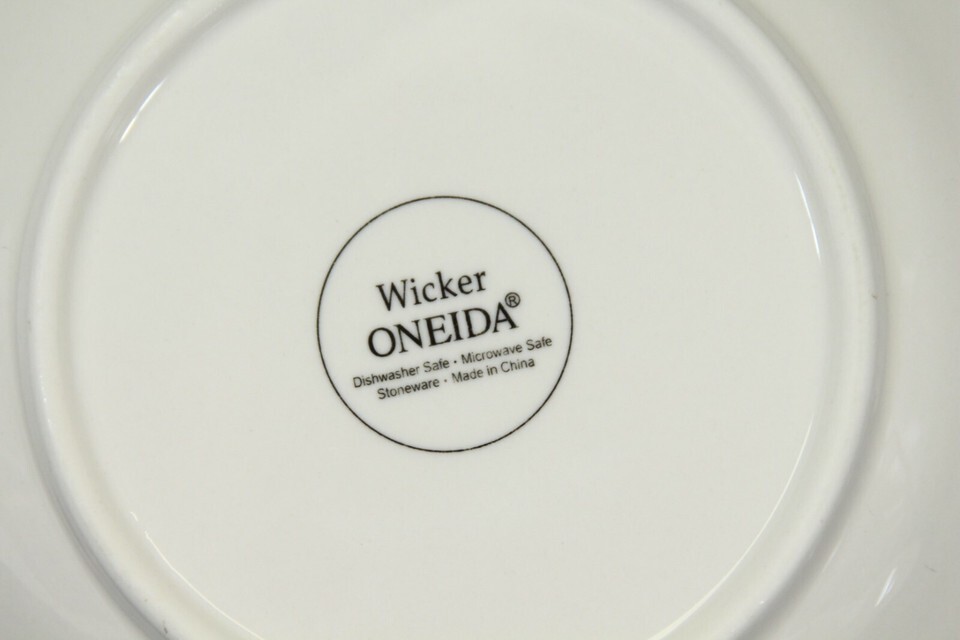 Wicker
ONEIDA®
Dishwasher Safe · Microwave Safe
Stoneware · Made in China